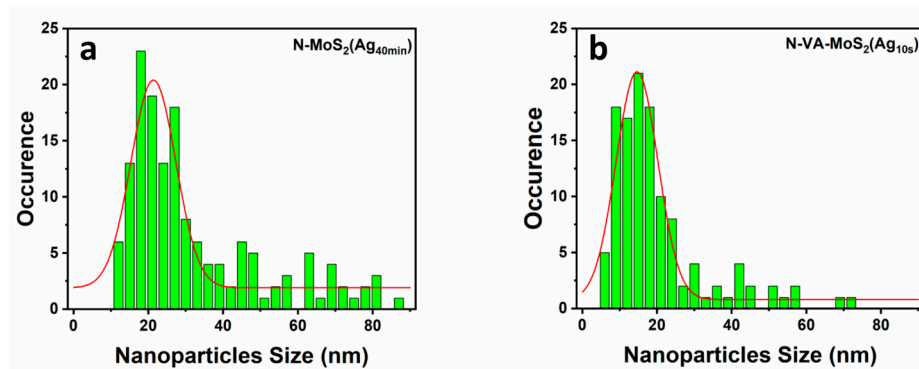 a
N-MoS₂(Ag₄₀ₘᵢₙ)
25
20
15
10
5
0
Occurence
0 20 40 60 80
Nanoparticles Size (nm)
b
N-VA-MoS₂(Ag₁₀ₛ)
25
20
15
10
5
0
Occurence
0 20 40 60 80
Nanoparticles Size (nm)